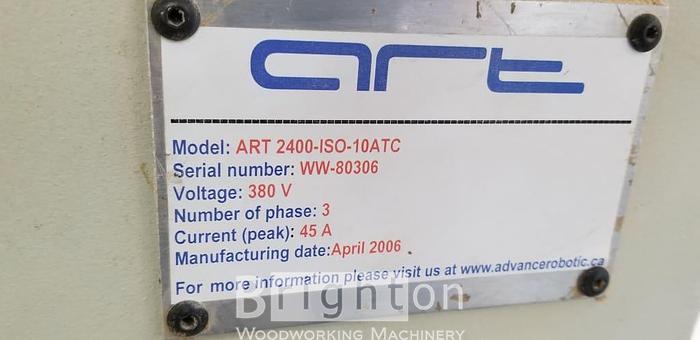 art
Model: ART 2400-ISO-10ATC
Serial number: WW-80306
Voltage: 380 V
Number of phase: 3
Current (peak): 45 A
Manufacturing date:April 2006
For more information please visit us at www.advancerobotic.ca
Brighton
WOODWORKING MACHINERY